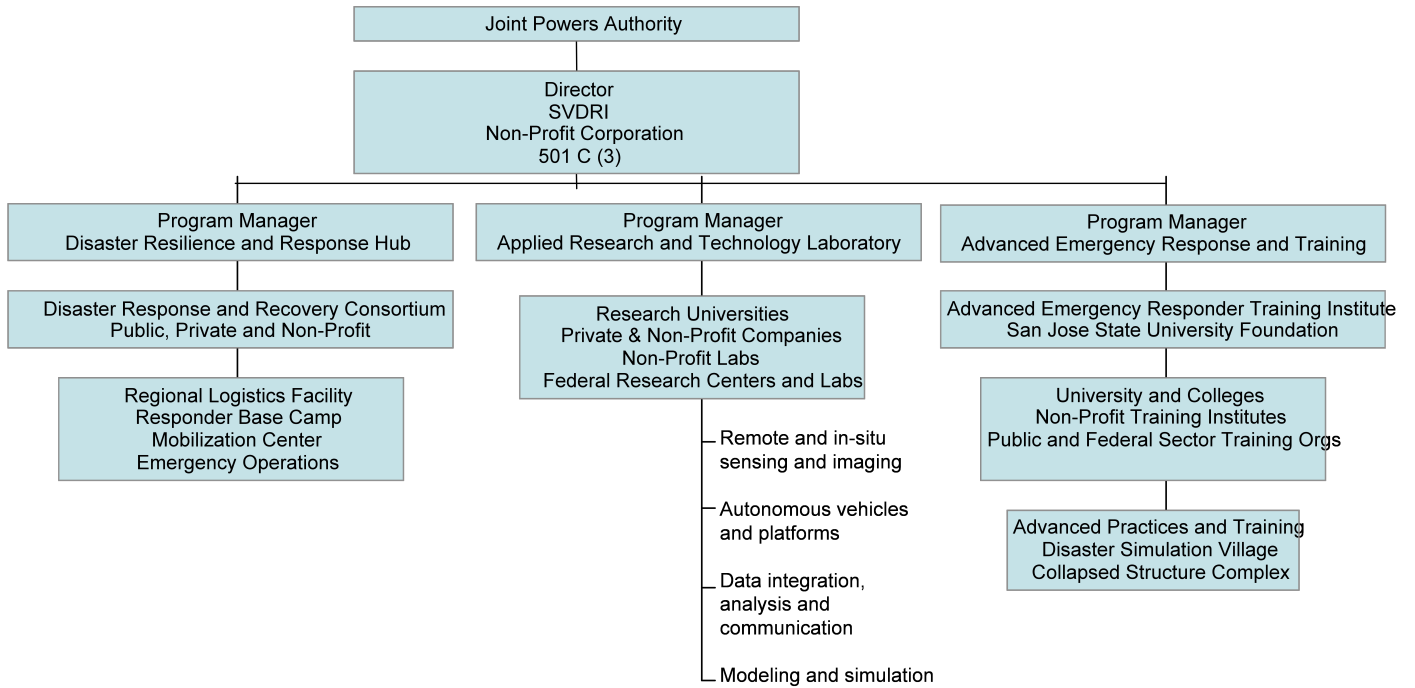 Joint Powers Authority
Director
SVDRI
Non-Profit Corporation
501 C (3)
Program Manager
Disaster Resilience and Response Hub
Disaster Response and Recovery Consortium
Public, Private and Non-Profit
Regional Logistics Facility
Responder Base Camp
Mobilization Center
Emergency Operations
Program Manager
Applied Research and Technology Laboratory
Research Universities
Private & Non-Profit Companies
Non-Profit Labs
Federal Research Centers and Labs
Remote and in-situ
sensing and imaging
Autonomous vehicles
and platforms
Data integration,
analysis and
communication
Modeling and simulation
Program Manager
Advanced Emergency Response and Training
Advanced Emergency Responder Training Institute
San Jose State University Foundation
University and Colleges
Non-Profit Training Institutes
Public and Federal Sector Training Orgs
Advanced Practices and Training
Disaster Simulation Village
Collapsed Structure Complex